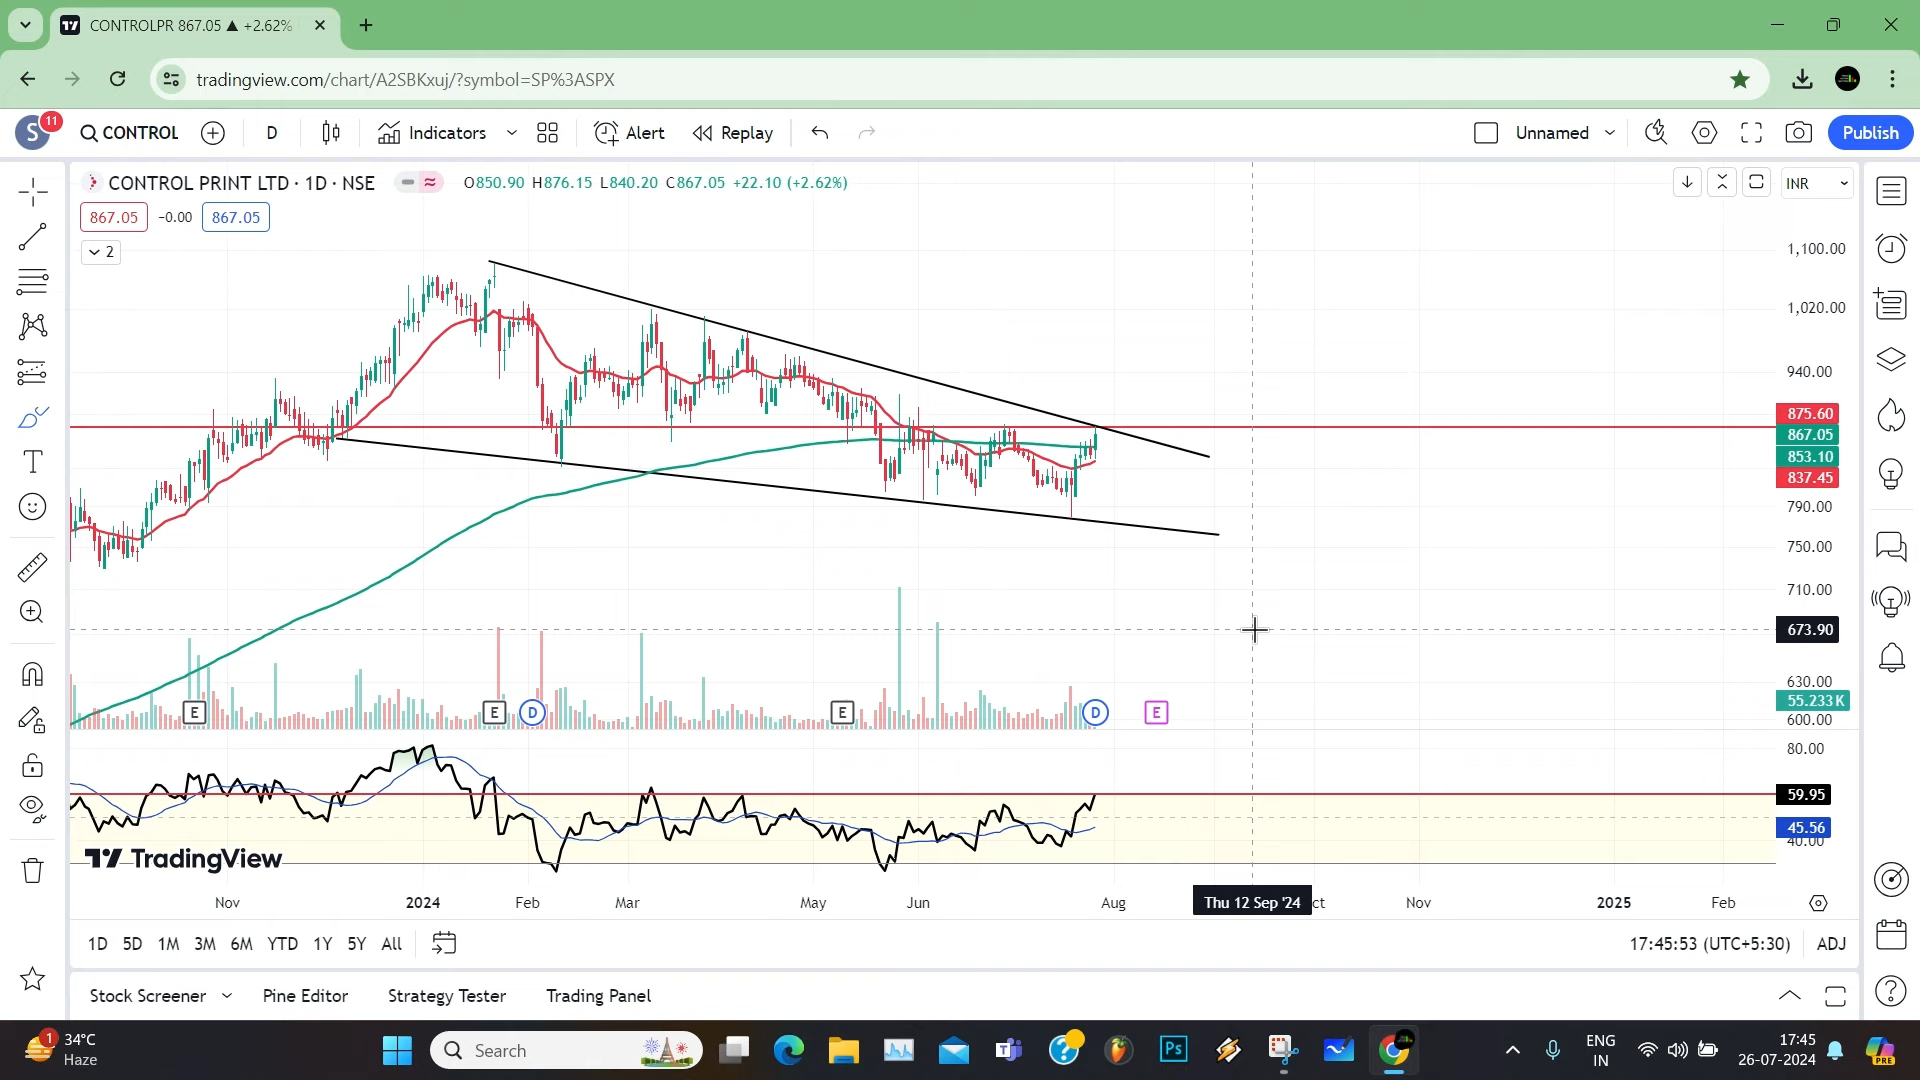 CONTROLPR 867.05 ▲ +2.62%
tradingview.com/chart/A2SBKxuj/?symbol=SP%3ASPX
S 11 CONTROL D Indicators Alert Replay Unnamed Publish
CONTROL PRINT LTD · 1D · NSE O850.90 H876.15 L840.20 C867.05 +22.10 (+2.62%) INR
867.05 −0.00 867.05
2
1,100.00
1,020.00
940.00
875.60
867.05
853.10
837.45
790.00
750.00
710.00
673.90
630.00
55.233K
600.00
E E D E D E
80.00
59.95
45.56
40.00
TradingView
Nov 2024 Feb Mar May Jun Aug Thu 12 Sep '24 ct Nov 2025 Feb
1D 5D 1M 3M 6M YTD 1Y 5Y All 17:45:53 (UTC+5:30) ADJ
Stock Screener Pine Editor Strategy Tester Trading Panel
1 34°C
Haze
Search
Ps
ENG
IN
17:45
26-07-2024
PRE